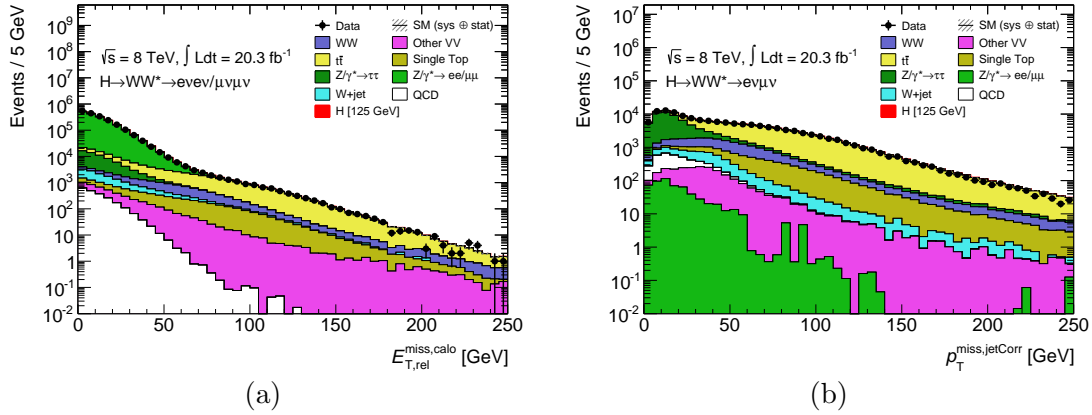 Events / 5 GeV
10⁹
10⁸
10⁷
10⁶
10⁵
10⁴
10³
10²
10
1
10⁻¹
10⁻²
√s = 8 TeV, ∫ Ldt = 20.3 fb⁻¹
H→WW*→eνeν/μνμν
Data
SM (sys ⊕ stat)
WW
Other VV
tt̄
Single Top
Z/γ*→ττ
Z/γ*→ ee/μμ
W+jet
QCD
H [125 GeV]
0 50 100 150 200 250
E_T,rel^miss,calo [GeV]
(a)
Events / 5 GeV
10⁷
10⁶
10⁵
10⁴
10³
10²
10
1
10⁻¹
10⁻²
√s = 8 TeV, ∫ Ldt = 20.3 fb⁻¹
H→WW*→eνμν
Data
SM (sys ⊕ stat)
WW
Other VV
tt̄
Single Top
Z/γ*→ττ
Z/γ*→ ee/μμ
W+jet
QCD
H [125 GeV]
0 50 100 150 200 250
p_T^miss,jetCorr [GeV]
(b)